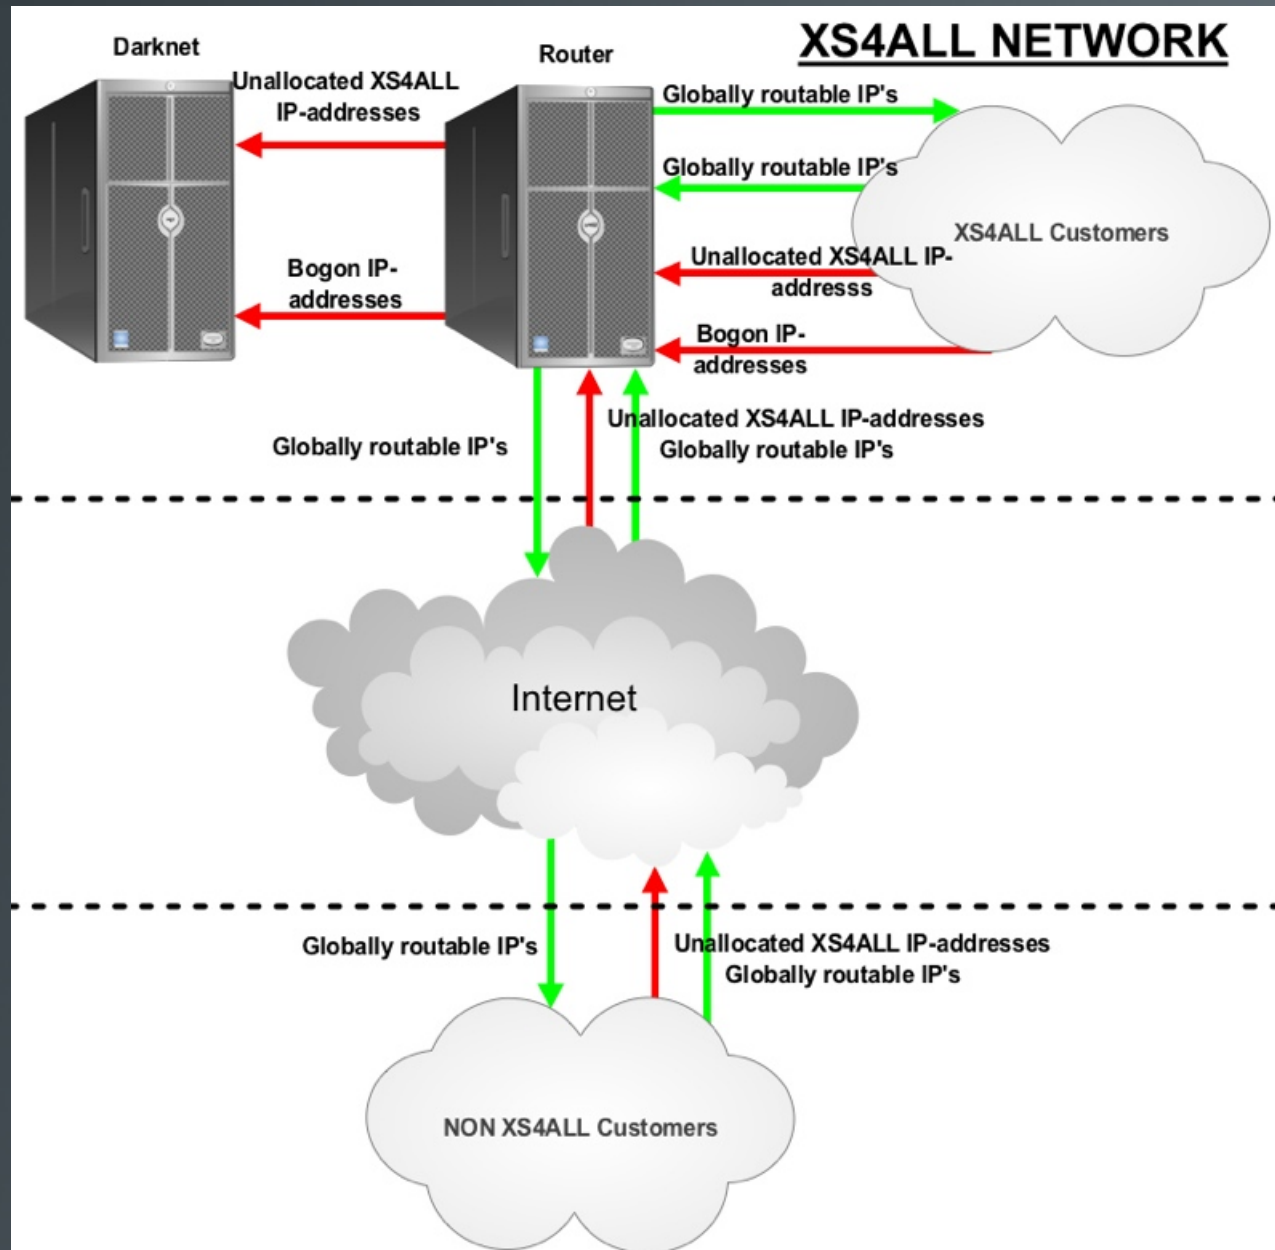 XS4ALL NETWORK
Darknet
Router
Unallocated XS4ALL
IP-addresses
Globally routable IP's
Globally routable IP's
XS4ALL Customers
Unallocated XS4ALL IP-
addresss
Bogon IP-
addresses
Bogon IP-
addresses
Globally routable IP's
Unallocated XS4ALL IP-addresses
Globally routable IP's
Internet
Globally routable IP's
Unallocated XS4ALL IP-addresses
Globally routable IP's
NON XS4ALL Customers